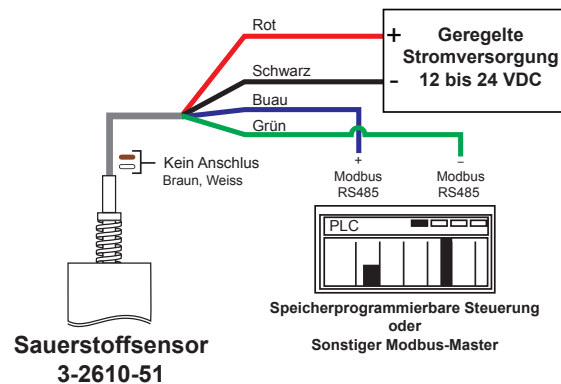 Rot
+
Geregelte
Stromversorgung
12 bis 24 VDC
Schwarz
–
Buau
Grün
Kein Anschlus
Braun, Weiss
+
Modbus
RS485
–
Modbus
RS485
PLC
Speicherprogrammierbare Steuerung
oder
Sonstiger Modbus-Master
Sauerstoffsensor
3-2610-51